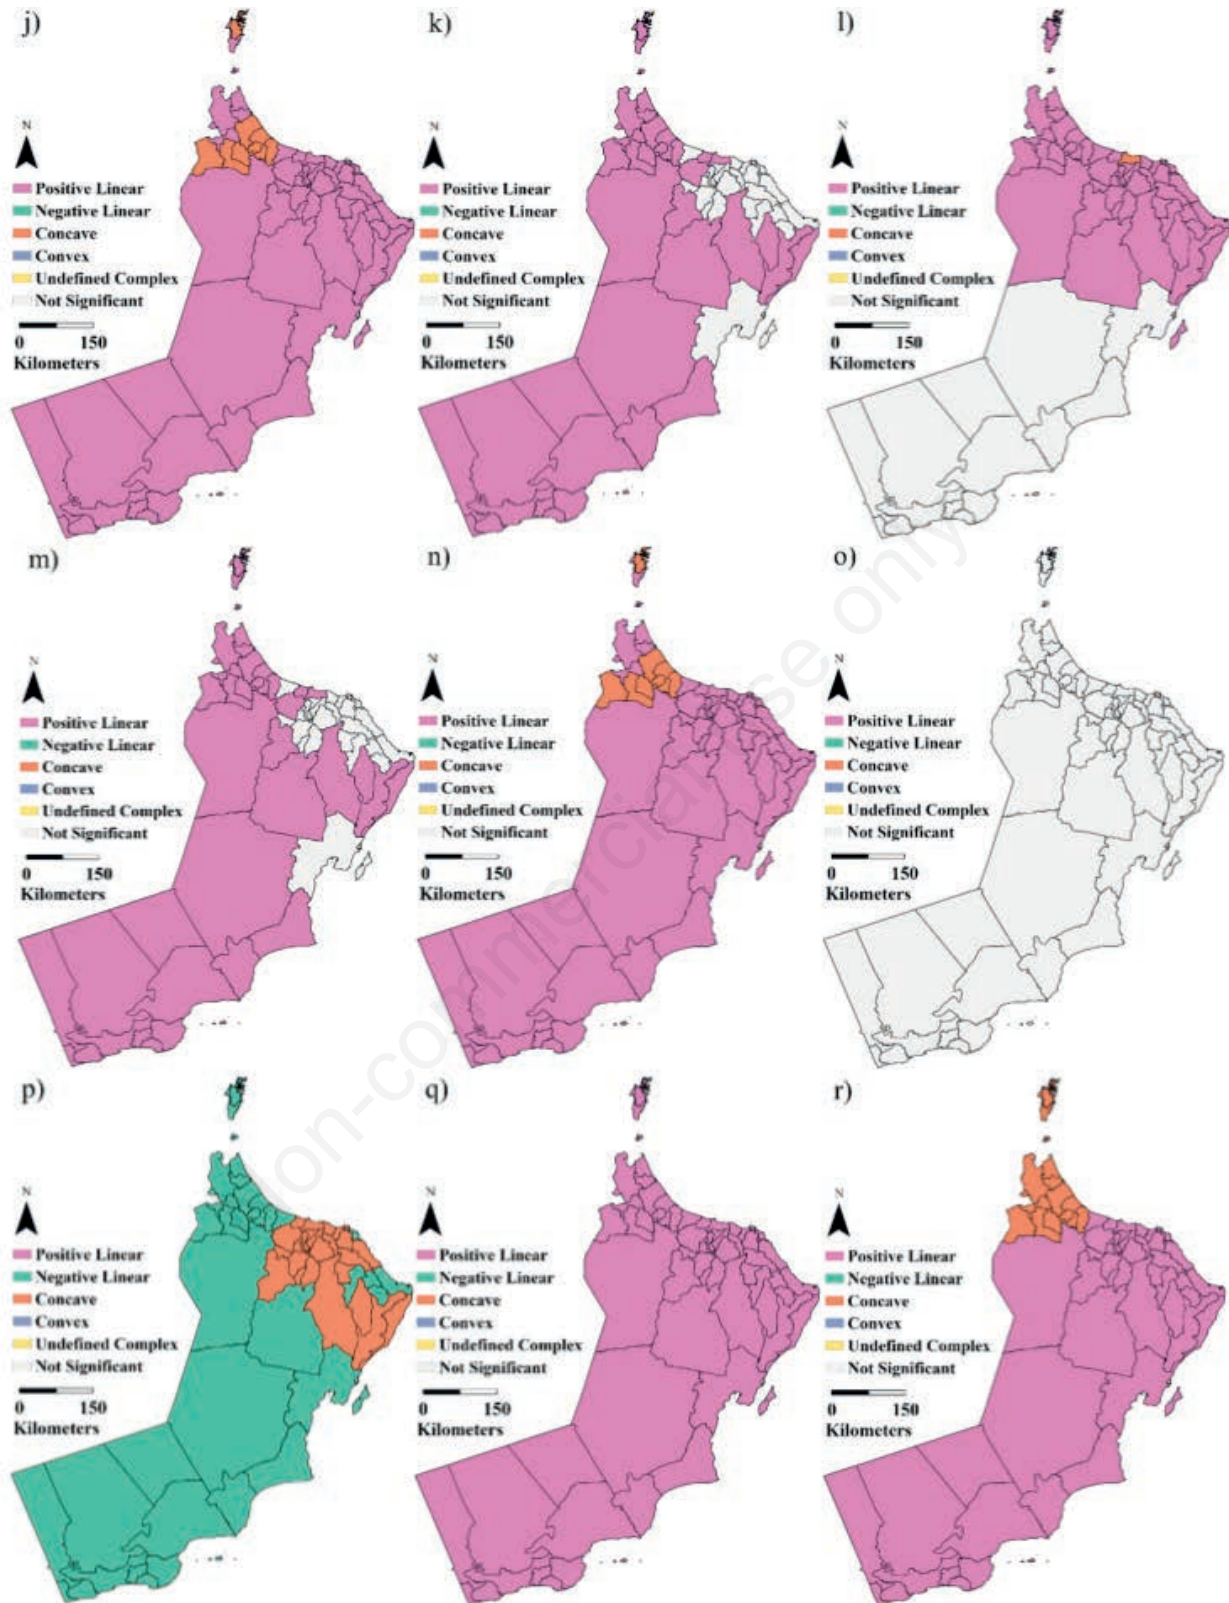 j)
N
Positive Linear
Negative Linear
Concave
Convex
Undefined Complex
Not Significant
0 150
Kilometers
k)
N
Positive Linear
Negative Linear
Concave
Convex
Undefined Complex
Not Significant
0 150
Kilometers
l)
N
Positive Linear
Negative Linear
Concave
Convex
Undefined Complex
Not Significant
0 150
Kilometers
m)
N
Positive Linear
Negative Linear
Concave
Convex
Undefined Complex
Not Significant
0 150
Kilometers
n)
N
Positive Linear
Negative Linear
Concave
Convex
Undefined Complex
Not Significant
0 150
Kilometers
o)
N
Positive Linear
Negative Linear
Concave
Convex
Undefined Complex
Not Significant
0 150
Kilometers
p)
N
Positive Linear
Negative Linear
Concave
Convex
Undefined Complex
Not Significant
0 150
Kilometers
q)
N
Positive Linear
Negative Linear
Concave
Convex
Undefined Complex
Not Significant
0 150
Kilometers
r)
N
Positive Linear
Negative Linear
Concave
Convex
Undefined Complex
Not Significant
0 150
Kilometers
on-commercial use only